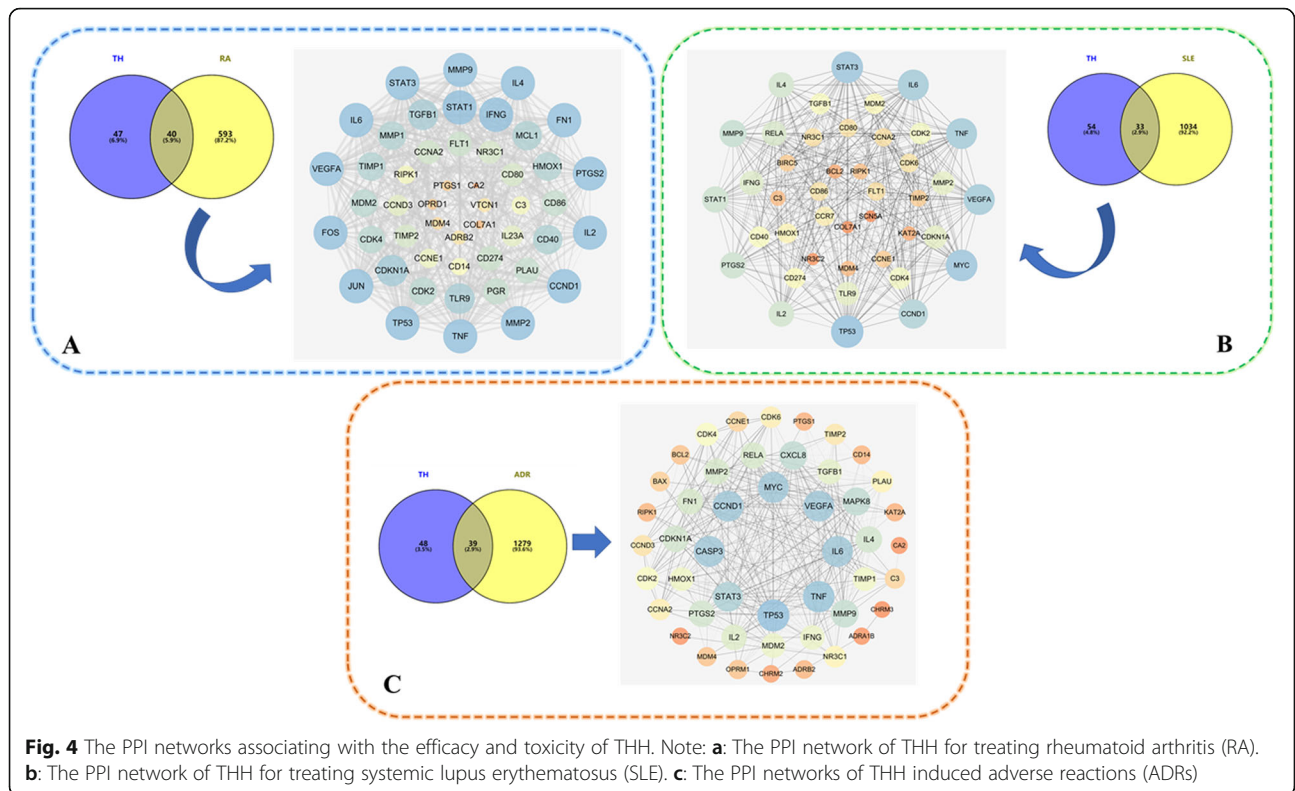 TH
RA
47
(6.9%)
40
(5.9%)
593
(87.2%)
A
MMP9
STAT3
IL4
STAT1
IFNG
TGFB1
IL6
FN1
MMP1
MCL1
FLT1
CCNA2
NR3C1
VEGFA
TIMP1
RIPK1
CD80
HMOX1
PTGS2
PTGS1
CA2
MDM2
CCND3
OPRD1
VTCN1
C3
CD86
FOS
MDM4
COL7A1
IL2
CDK4
TIMP2
ADRB2
IL23A
CD40
CCNE1
CD274
CD14
JUN
CDKN1A
PLAU
CCND1
CDK2
TLR9
PGR
TP53
MMP2
TNF
STAT3
IL4
IL6
TGFB1
MDM2
MMP9
RELA
NR3C1
CD80
CCNA2
CDK2
TNF
BIRC5
BCL2
RIPK1
CDK6
IFNG
MMP2
STAT1
C3
CD86
FLT1
TIMP2
VEGFA
CCR7
SCN5A
COL7A1
CD40
HMOX1
KAT2A
CDKN1A
PTGS2
NR3C2
CCNE1
MYC
CD274
MDM4
CDK4
TLR9
IL2
CCND1
TP53
TH
SLE
54
(4.8%)
33
(2.9%)
1034
(92.2%)
B
TH
ADR
48
(3.5%)
39
(2.9%)
1279
(93.6%)
C
CDK6
CCNE1
PTGS1
CDK4
TIMP2
RELA
CXCL8
BCL2
CD14
MMP2
TGFB1
BAX
MYC
PLAU
FN1
CCND1
VEGFA
MAPK8
RIPK1
KAT2A
CDKN1A
IL4
CCND3
CASP3
IL6
CA2
CDK2
HMOX1
TIMP1
C3
STAT3
TNF
CCNA2
PTGS2
TP53
MMP9
CHRM3
NR3C2
IL2
MDM2
IFNG
ADRA1B
MDM4
NR3C1
OPRM1
CHRM2
ADRB2
Fig. 4 The PPI networks associating with the efficacy and toxicity of THH. Note: a: The PPI network of THH for treating rheumatoid arthritis (RA).
b: The PPI network of THH for treating systemic lupus erythematosus (SLE). c: The PPI networks of THH induced adverse reactions (ADRs)